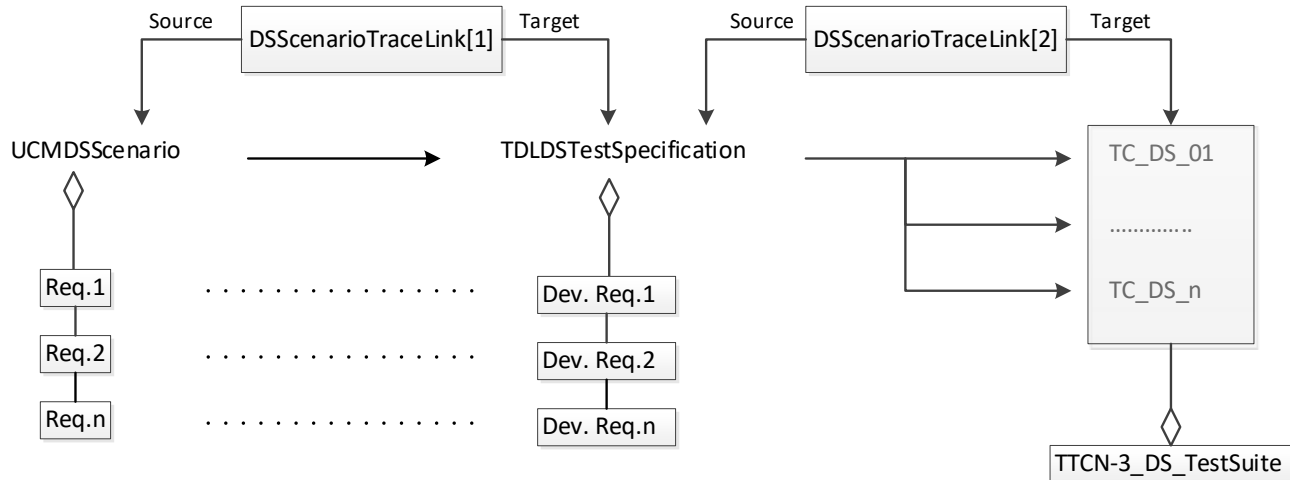 Source
Target
Source
Target
DSScenarioTraceLink[1]
DSScenarioTraceLink[2]
UCMDSScenario
TDLDSTestSpecification
TC_DS_01
.............
TC_DS_n
Req.1
Dev. Req.1
Req.2
Dev. Req.2
Req.n
Dev. Req.n
TTCN-3_DS_TestSuite